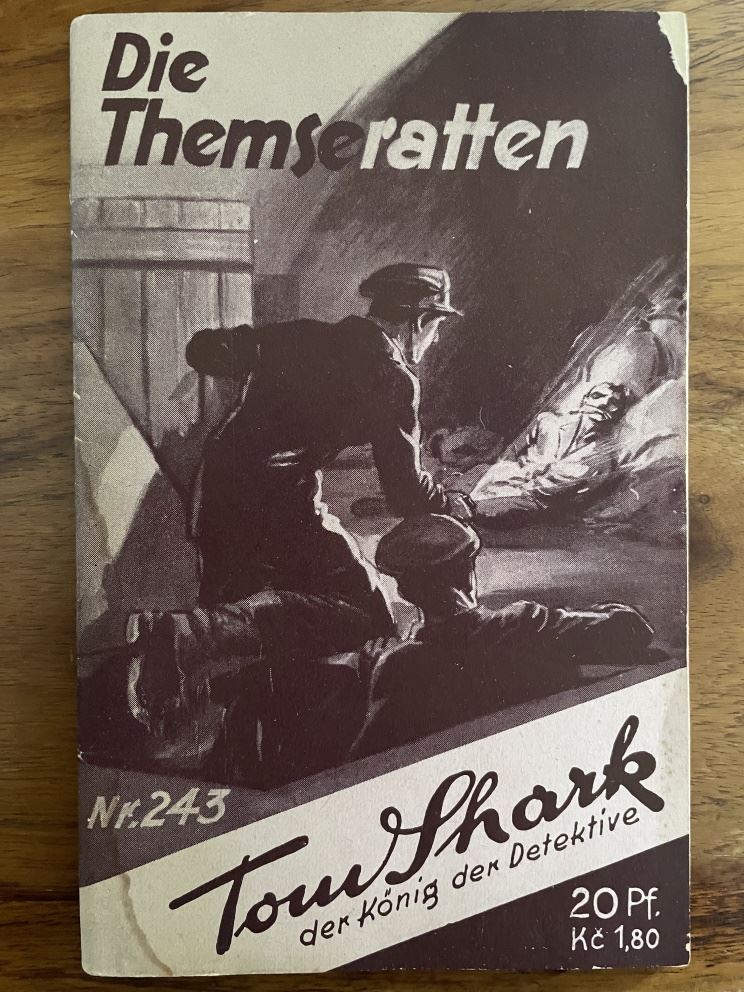 Die
Themseratten
Nr. 243
Tom Shark
der König der Detektive
20 Pf.
Kč 1,80